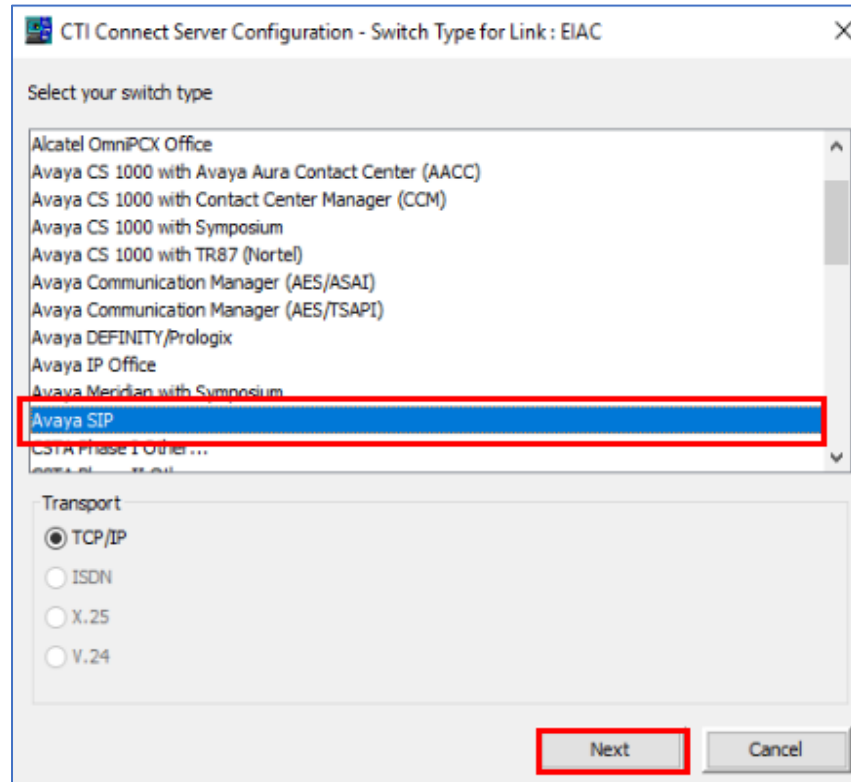 CTI Connect Server Configuration - Switch Type for Link : EIAC
Select your switch type
Alcatel OmniPCX Office
Avaya CS 1000 with Avaya Aura Contact Center (AACC)
Avaya CS 1000 with Contact Center Manager (CCM)
Avaya CS 1000 with Symposium
Avaya CS 1000 with TR87 (Nortel)
Avaya Communication Manager (AES/ASAI)
Avaya Communication Manager (AES/TSAPI)
Avaya DEFINITY/Prologix
Avaya IP Office
Avaya Meridian with Symposium
Avaya SIP
CSTA Phase I Other...
Transport
TCP/IP
ISDN
X.25
V.24
Next Cancel